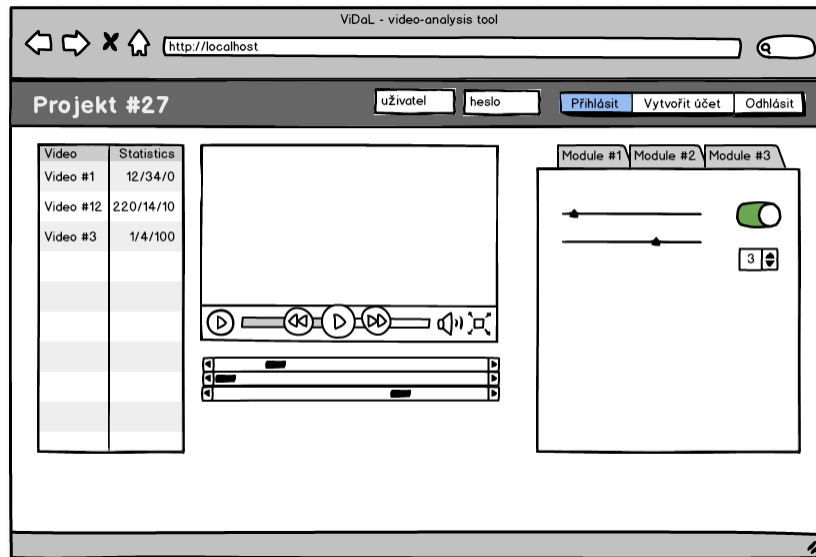 ViDaL - video-analysis tool
http://localhost
Projekt #27
uživatel
heslo
Přihlásit
Vytvořit účet
Odhlásit
Video Statistics
Video #1 12/34/0
Video #12 220/14/10
Video #3 1/4/100
Module #1 Module #2 Module #3
3